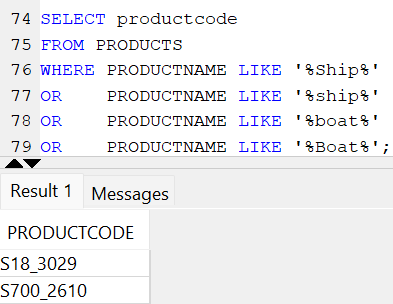 74 SELECT productcode
75 FROM PRODUCTS
76 WHERE PRODUCTNAME LIKE '%Ship%'
77 OR    PRODUCTNAME LIKE '%ship%'
78 OR    PRODUCTNAME LIKE '%boat%'
79 OR    PRODUCTNAME LIKE '%Boat%';
Result 1 Messages
PRODUCTCODE
S18_3029
S700_2610